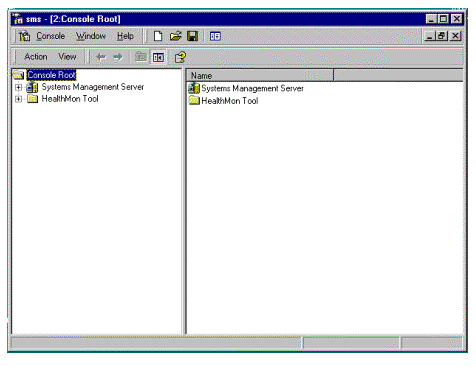 sms - [2:Console Root]
Console Window Help
Action View
Console Root
Systems Management Server
HealthMon Tool
Name
Systems Management Server
HealthMon Tool